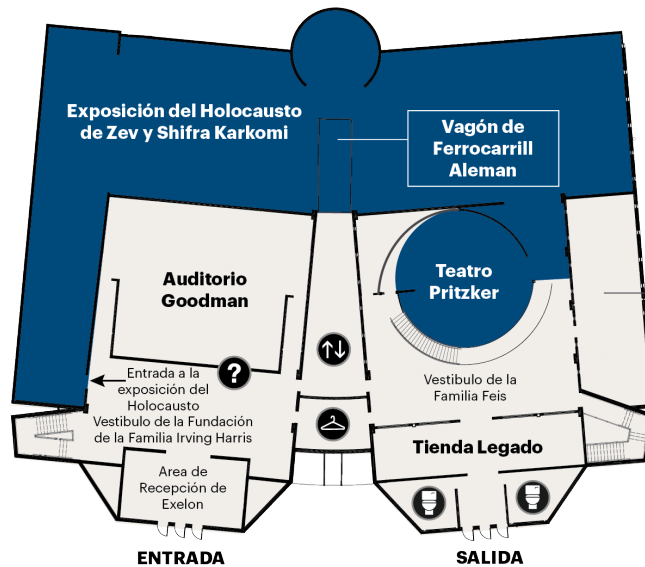 Exposición del Holocausto
de Zev y Shifra Karkomi
Vagón de
Ferrocarrill
Aleman
Auditorio
Goodman
Teatro
Pritzker
?
Entrada a la
exposición del
Holocausto
Vestibulo de la Fundación
de la Familia Irving Harris
Vestibulo de la
Familia Feis
Tienda Legado
Area de
Recepción de
Exelon
ENTRADA
SALIDA